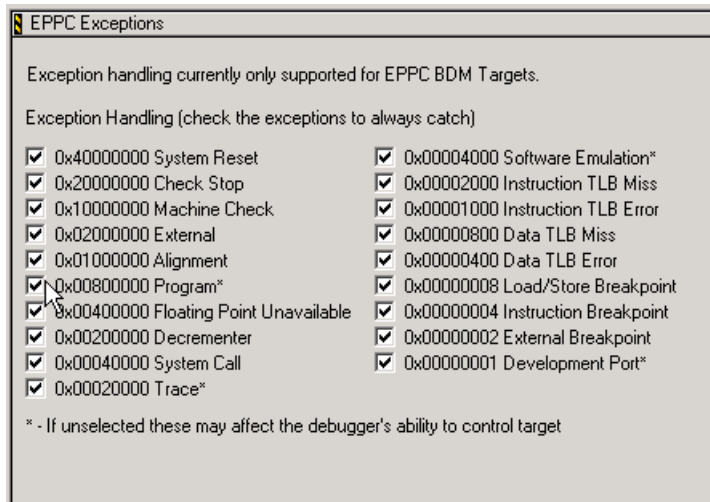 EPPC Exceptions
Exception handling currently only supported for EPPC BDM Targets.
Exception Handling (check the exceptions to always catch)
0x40000000 System Reset
0x20000000 Check Stop
0x10000000 Machine Check
0x02000000 External
0x01000000 Alignment
0x00800000 Program*
0x00400000 Floating Point Unavailable
0x00200000 Decrementer
0x00040000 System Call
0x00020000 Trace*
0x00004000 Software Emulation*
0x00002000 Instruction TLB Miss
0x00001000 Instruction TLB Error
0x00000800 Data TLB Miss
0x00000400 Data TLB Error
0x00000008 Load/Store Breakpoint
0x00000004 Instruction Breakpoint
0x00000002 External Breakpoint
0x00000001 Development Port*
* - If unselected these may affect the debugger's ability to control target